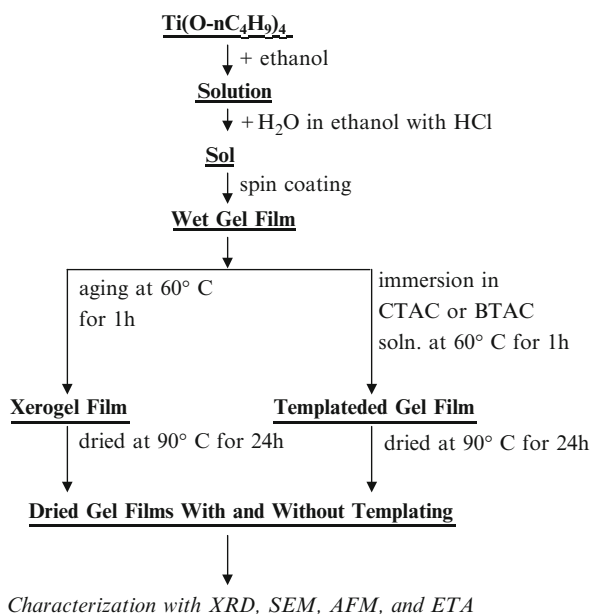 Ti(O-nC₄H₉)₄
+ ethanol
Solution
+H₂O in ethanol with HCl
Sol
spin coating
Wet Gel Film
aging at 60° C
for 1h
immersion in
CTAC or BTAC
soln. at 60° C for 1h
Xerogel Film
Templateded Gel Film
dried at 90° C for 24h
dried at 90° C for 24h
Dried Gel Films With and Without Templating
Characterization with XRD, SEM, AFM, and ETA